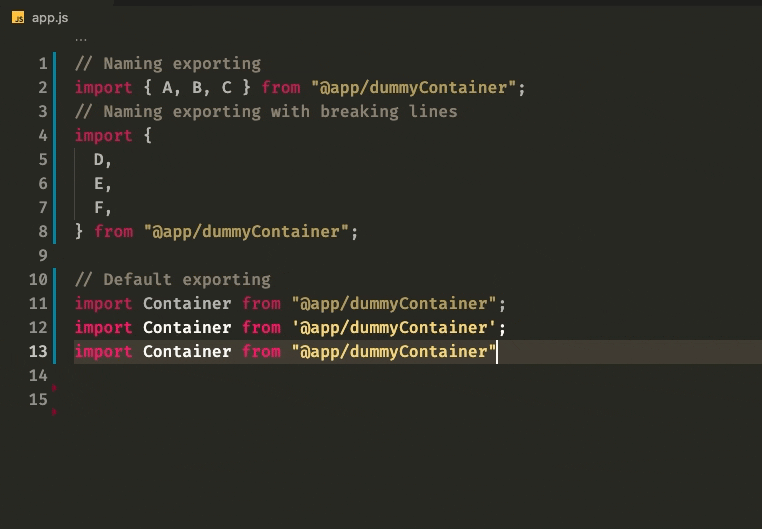 JS app.js
...
1 // Naming exporting
2 import { A, B, C } from "@app/dummyContainer";
3 // Naming exporting with breaking lines
4 import {
5   D,
6   E,
7   F,
8 } from "@app/dummyContainer";
9
10 // Default exporting
11 import Container from "@app/dummyContainer";
12 import Container from '@app/dummyContainer';
13 import Container from "@app/dummyContainer"
14
15